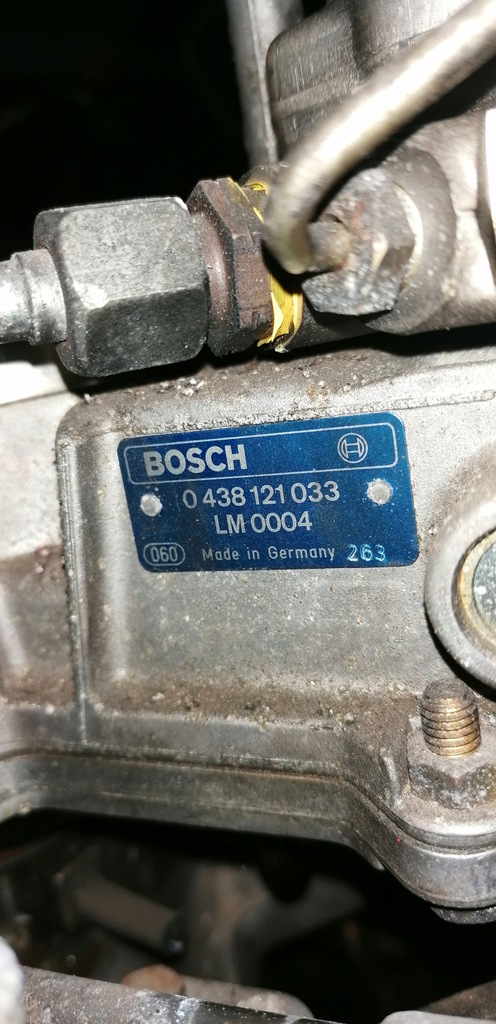 BOSCH
0 438 121 033
LM 0004
060 Made in Germany 263